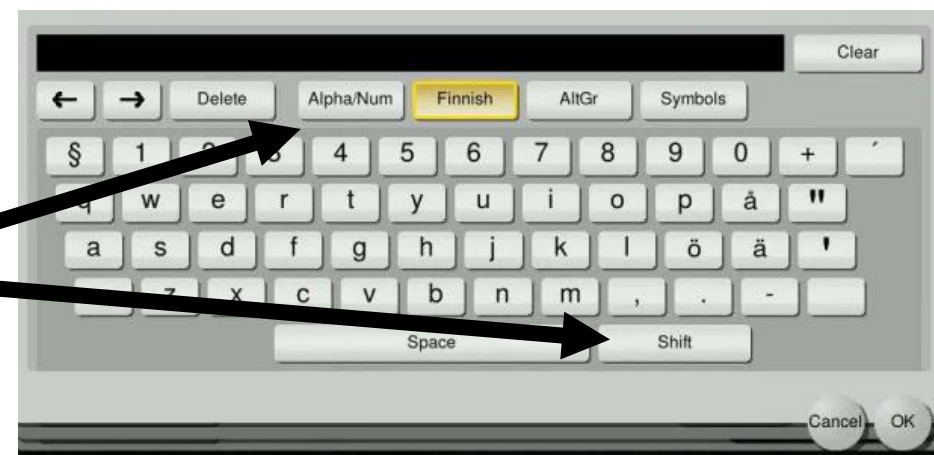 Clear
← → Delete Alpha/Num Finnish AltGr Symbols
§ 1 3 4 5 6 7 8 9 0 + ´
q w e r t y u i o p å "
a s d f g h j k l ö ä '
z x c v b n m , . -
Space Shift
Cancel OK